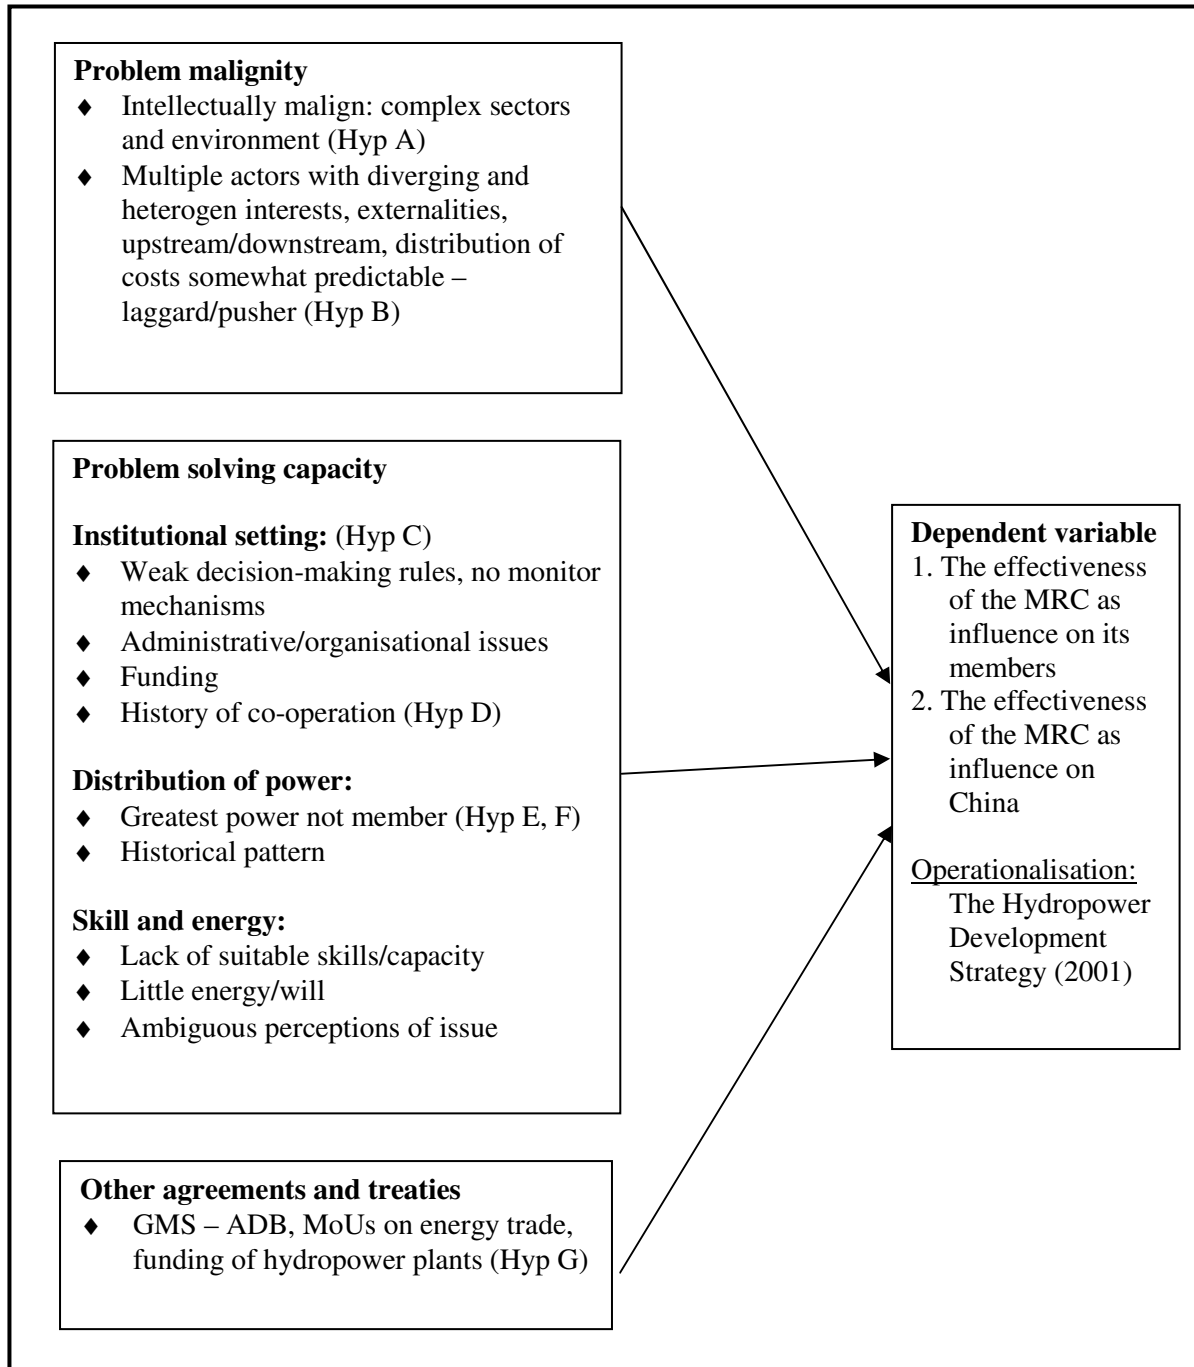 Problem malignity
♦ Intellectually malign: complex sectors
and environment (Hyp A)
♦ Multiple actors with diverging and
heterogen interests, externalities,
upstream/downstream, distribution of
costs somewhat predictable –
laggard/pusher (Hyp B)
Problem solving capacity
Institutional setting: (Hyp C)
♦ Weak decision-making rules, no monitor
mechanisms
♦ Administrative/organisational issues
♦ Funding
♦ History of co-operation (Hyp D)
Distribution of power:
♦ Greatest power not member (Hyp E, F)
♦ Historical pattern
Skill and energy:
♦ Lack of suitable skills/capacity
♦ Little energy/will
♦ Ambiguous perceptions of issue
Other agreements and treaties
♦ GMS – ADB, MoUs on energy trade,
funding of hydropower plants (Hyp G)
Dependent variable
1. The effectiveness
of the MRC as
influence on its
members
2. The effectiveness
of the MRC as
influence on
China
Operationalisation:
The Hydropower
Development
Strategy (2001)